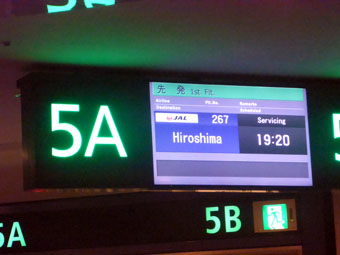 5A
先発 1st Flt.
Airline Flt.No. Remarks
Destination Scheduled
JAL 267 Servicing
Hiroshima 19:20
5A
5B